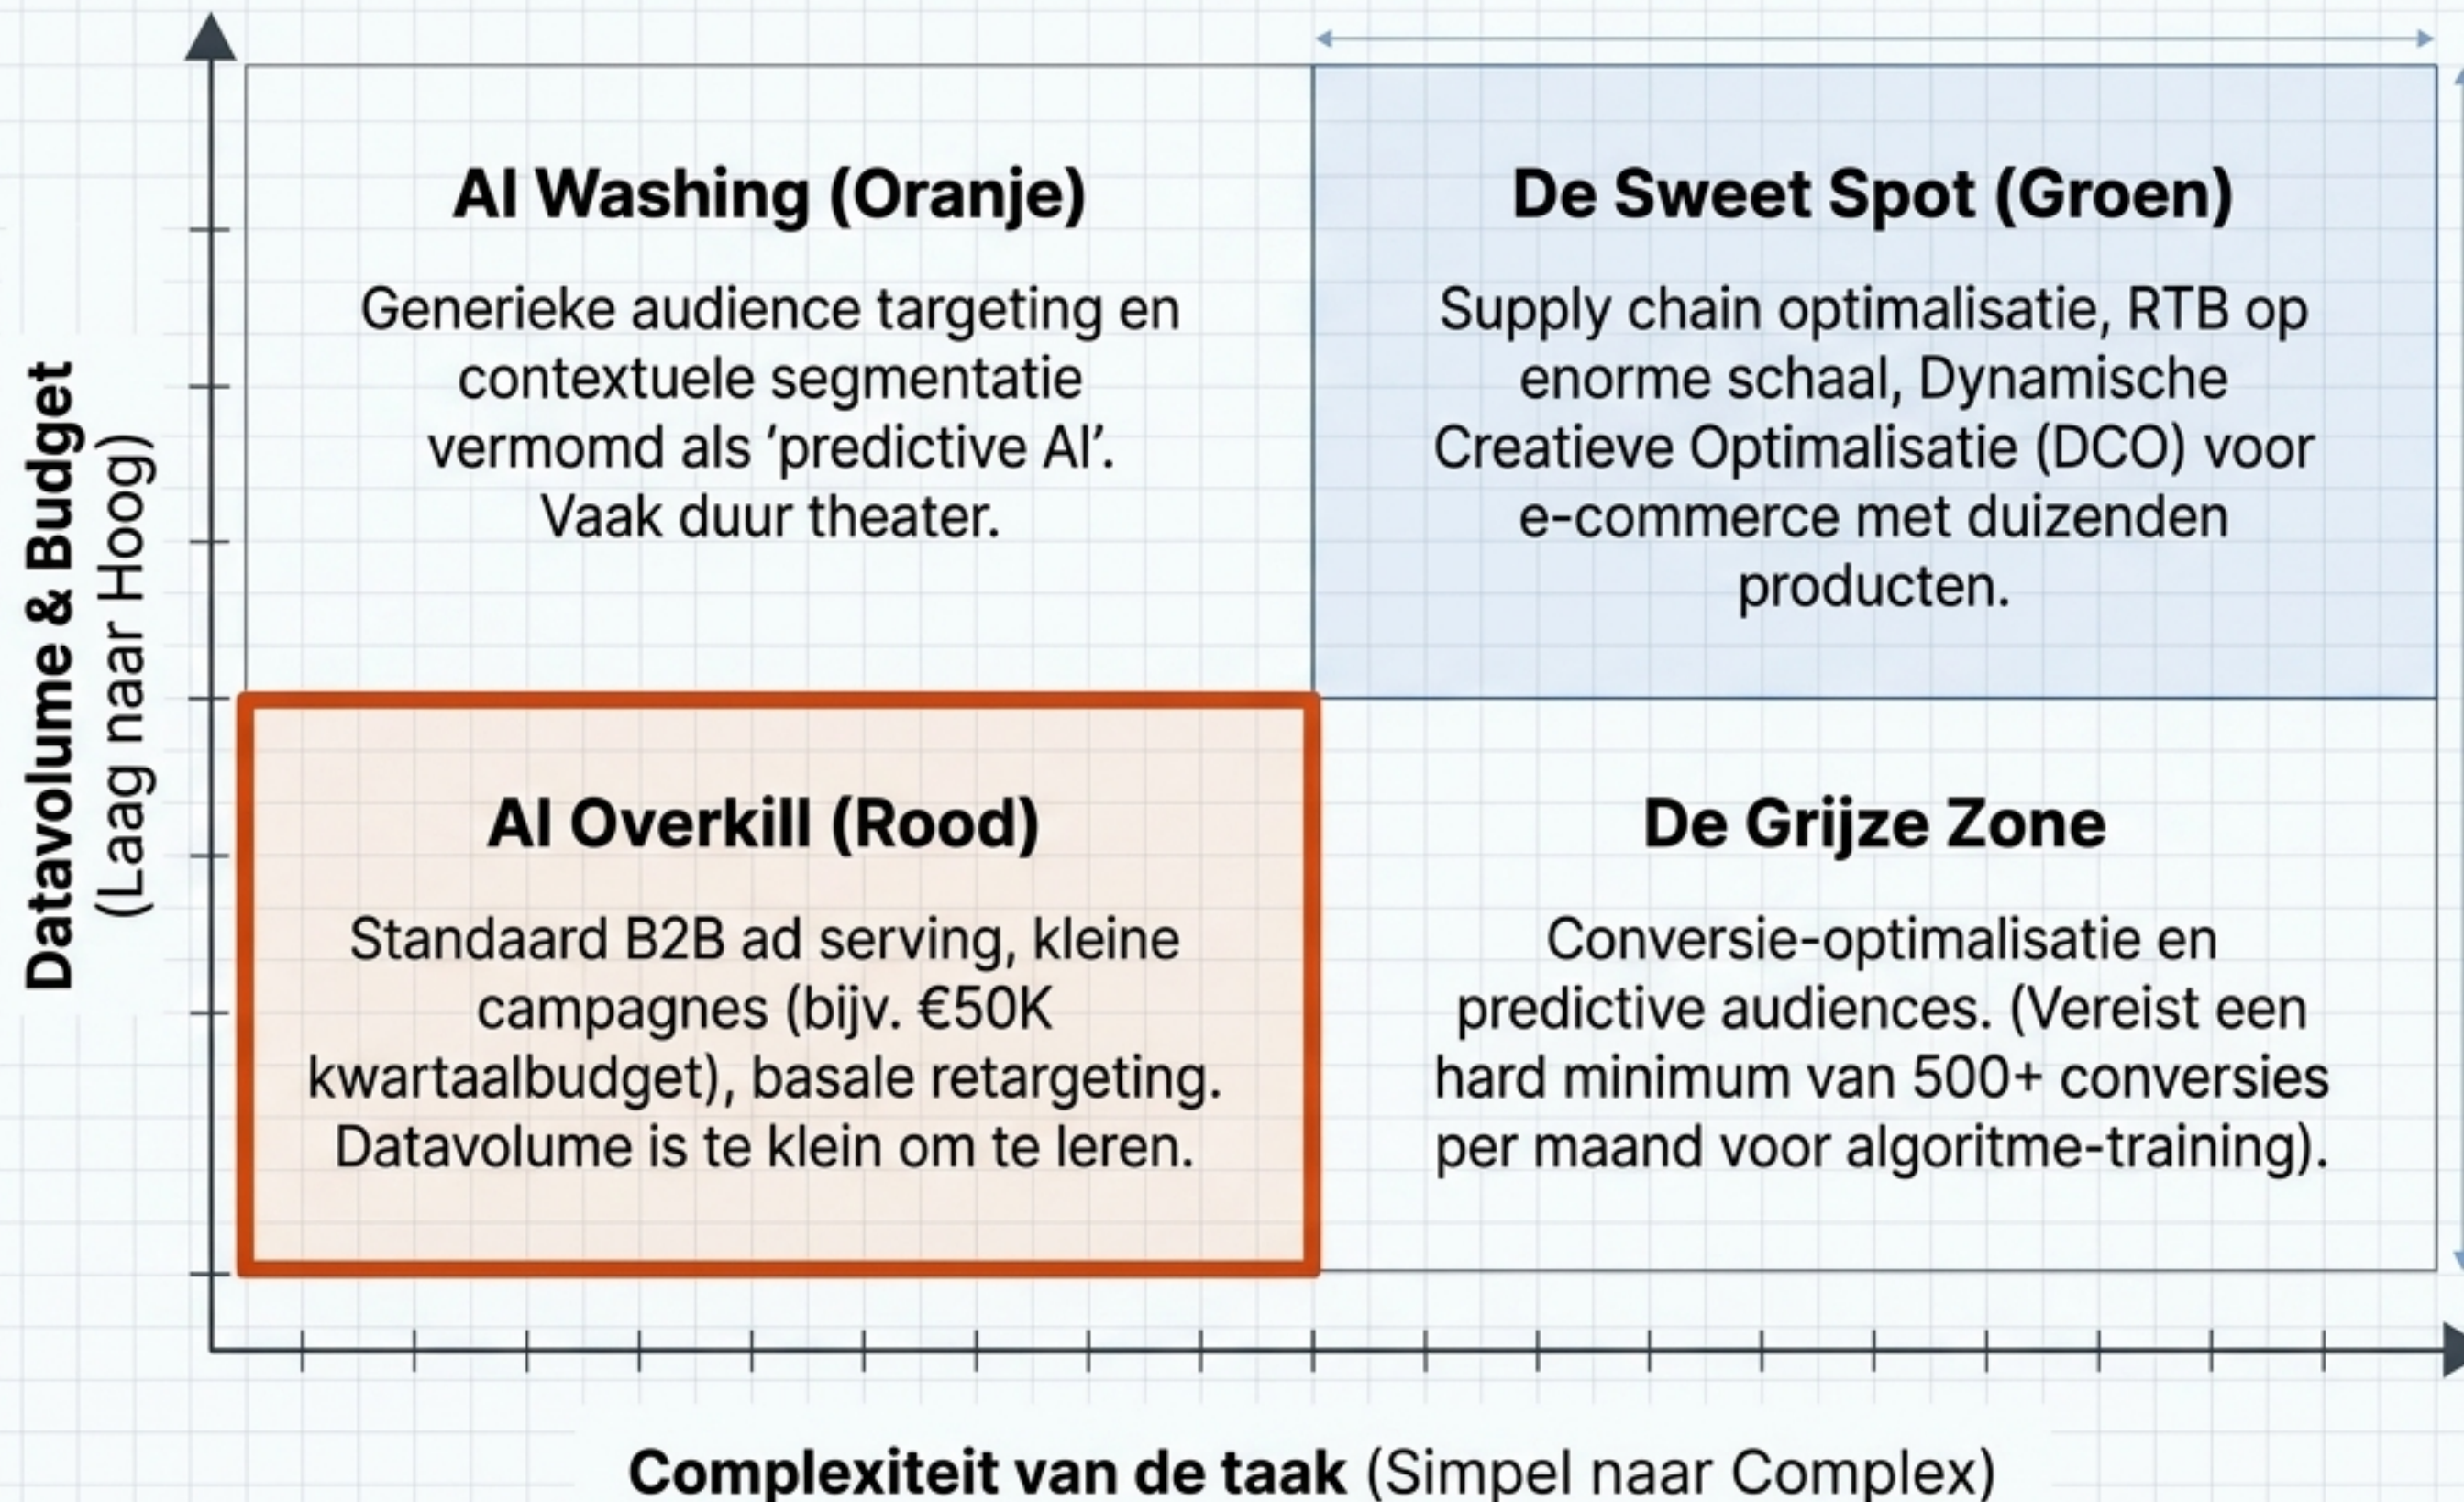 Datavolume & Budget
(Laag naar Hoog)
AI Washing (Oranje)
Generieke audience targeting en
contextuele segmentatie
vermomd als ‘predictive AI’.
Vaak duur theater.
De Sweet Spot (Groen)
Supply chain optimalisatie, RTB op
enorme schaal, Dynamische
Creatieve Optimalisatie (DCO) voor
e-commerce met duizenden
producten.
AI Overkill (Rood)
Standaard B2B ad serving, kleine
campagnes (bijv. €50K
kwartaalbudget), basale retargeting.
Datavolume is te klein om te leren.
De Grijze Zone
Conversie-optimalisatie en
predictive audiences. (Vereist een
hard minimum van 500+ conversies
per maand voor algoritme-training).
Complexiteit van de taak (Simpel naar Complex)